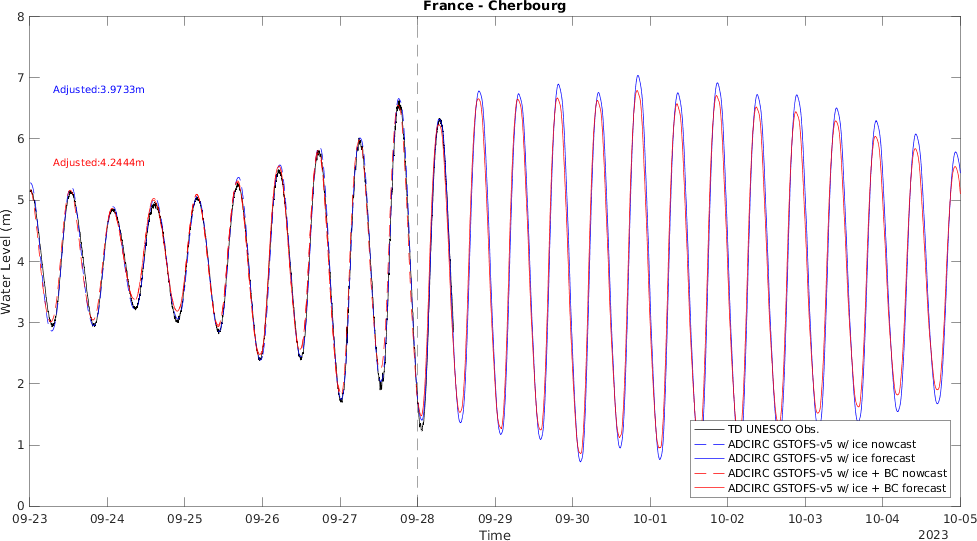 France - Cherbourg
8
7
6
5
4
3
2
1
0
Water Level (m)
Adjusted:3.9733m
Adjusted:4.2444m
TD UNESCO Obs.
ADCIRC GSTOFS-v5 w/ ice nowcast
ADCIRC GSTOFS-v5 w/ ice forecast
ADCIRC GSTOFS-v5 w/ ice + BC nowcast
ADCIRC GSTOFS-v5 w/ ice + BC forecast
09-23 09-24 09-25 09-26 09-27 09-28 09-29 09-30 10-01 10-02 10-03 10-04 10-05
Time 2023